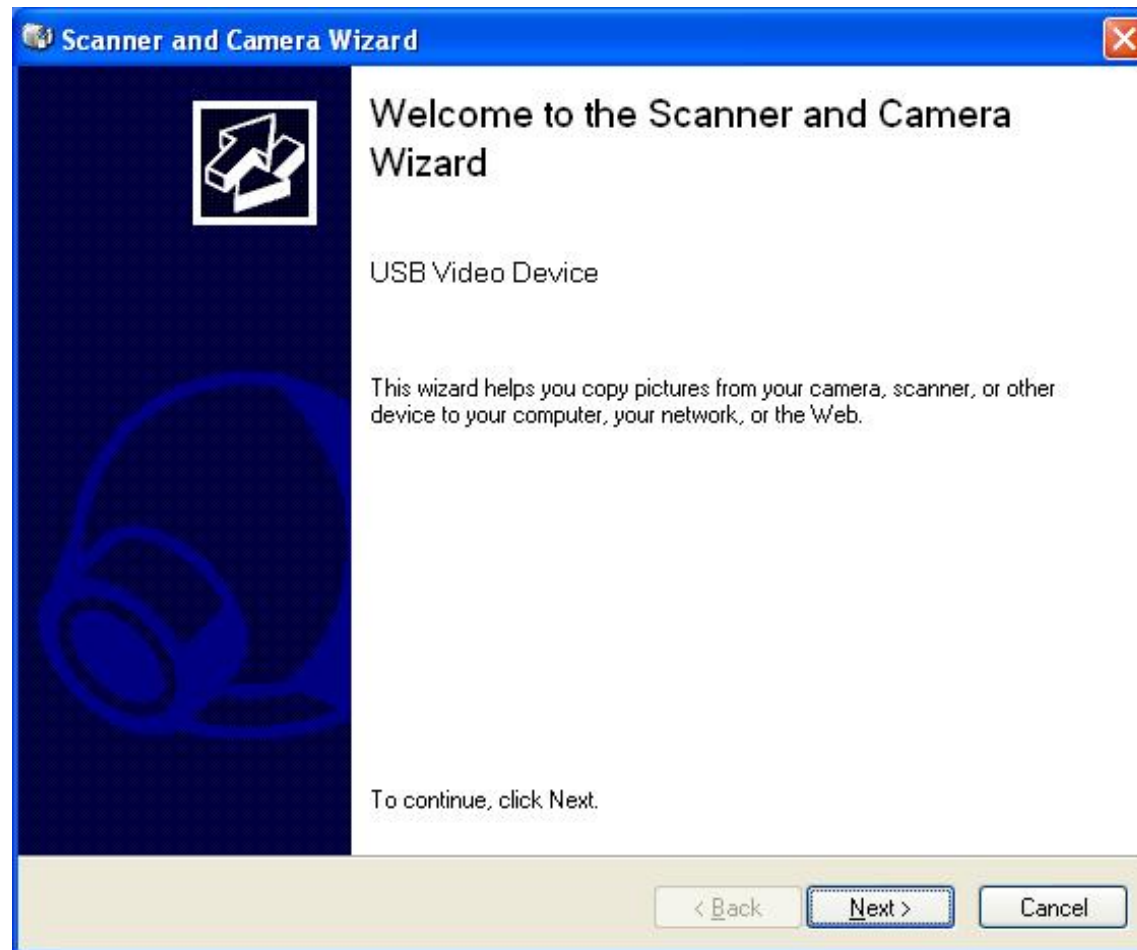 Scanner and Camera Wizard
Welcome to the Scanner and Camera
Wizard
USB Video Device
This wizard helps you copy pictures from your camera, scanner, or other
device to your computer, your network, or the Web.
To continue, click Next.
< Back
Next >
Cancel